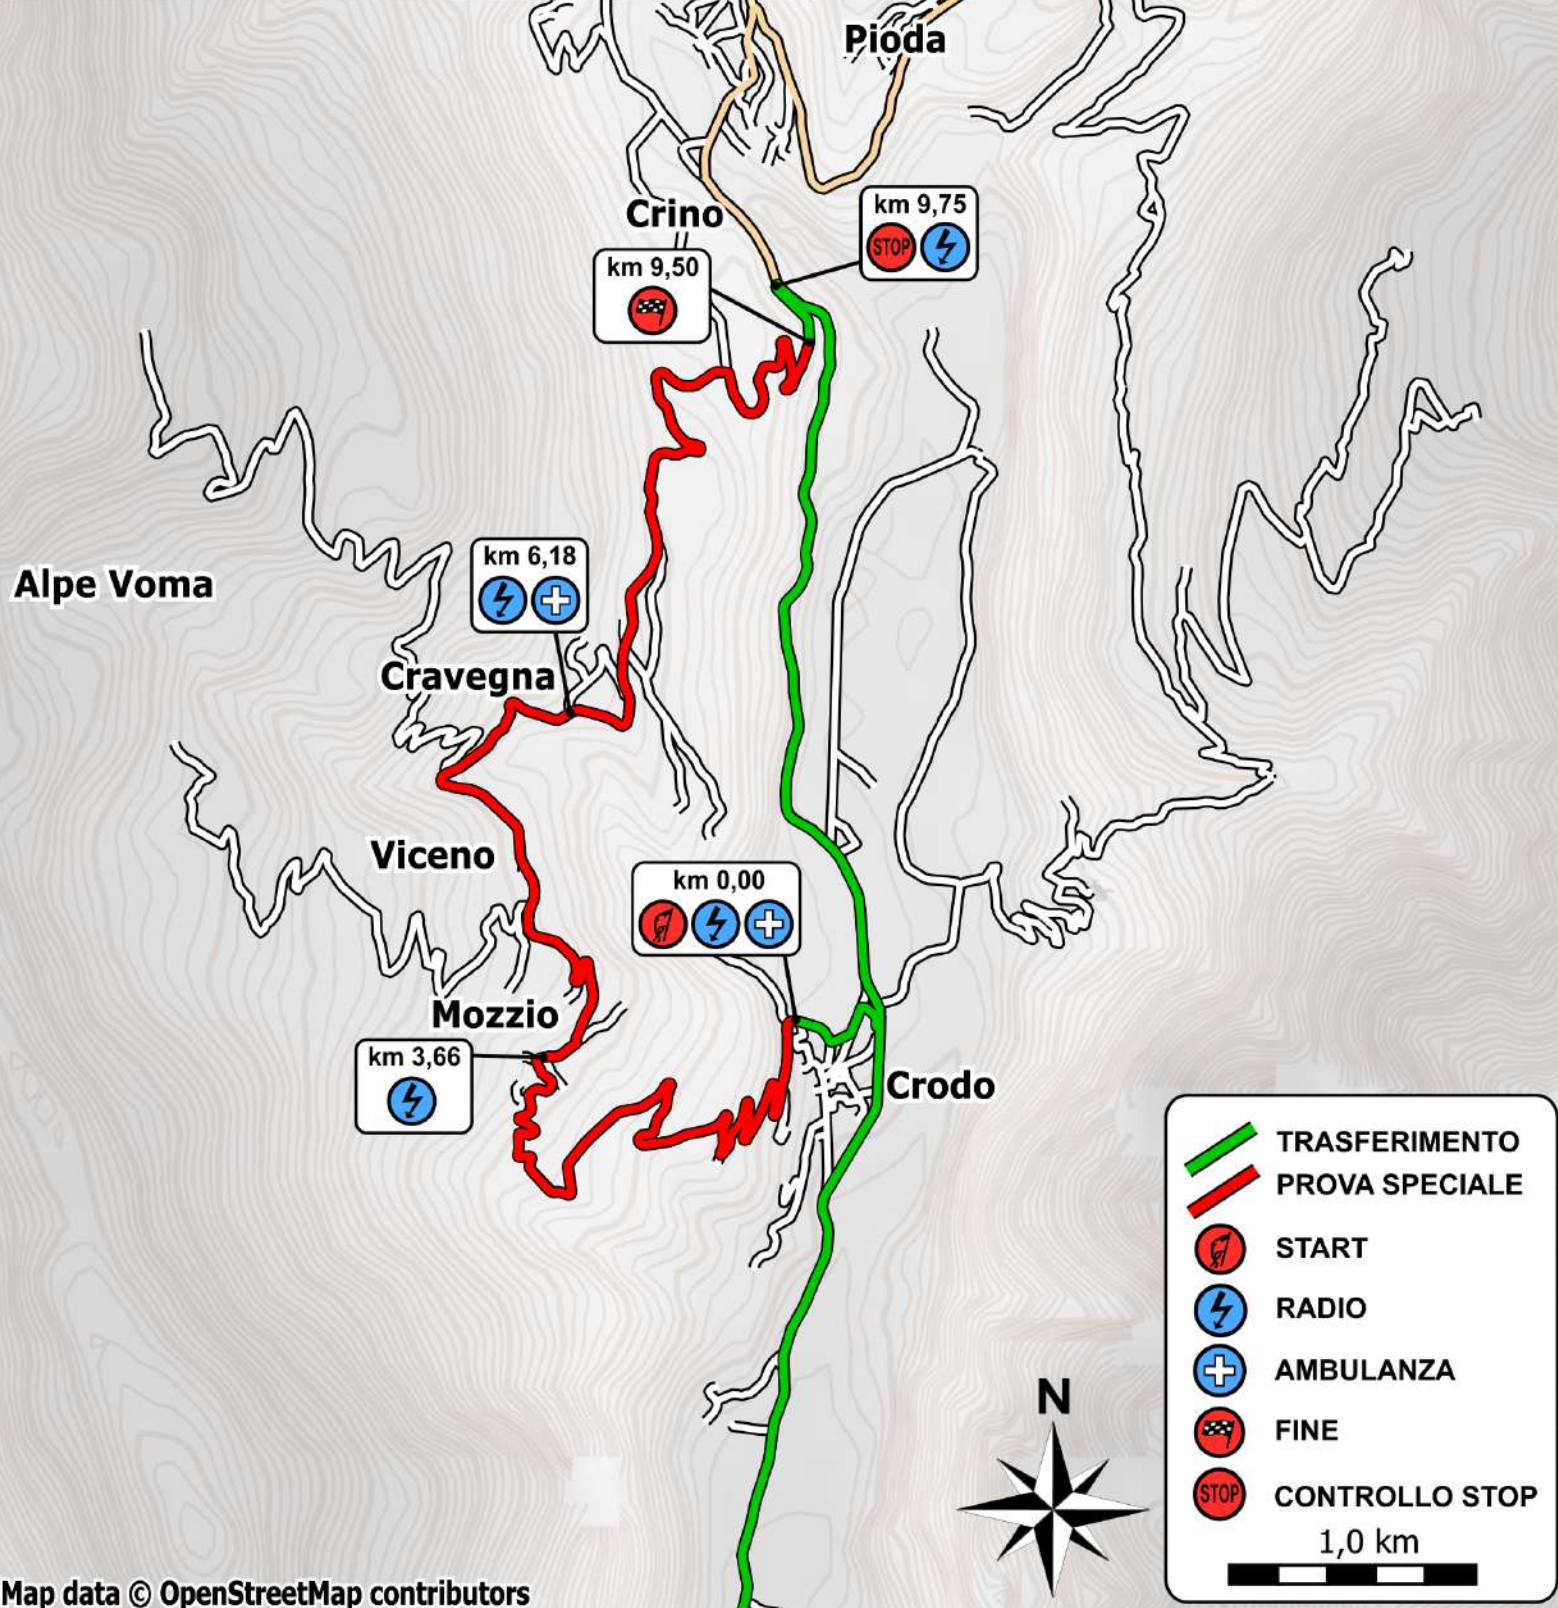 Pioda
km 9,75
STOP
Crino
km 9,50
km 6,18
Alpe Voma
Cravegna
Viceno
km 0,00
Mozzio
km 3,66
Crodo
TRASFERIMENTO
PROVA SPECIALE
START
RADIO
AMBULANZA
FINE
STOP CONTROLLO STOP
1,0 km
N
Map data © OpenStreetMap contributors